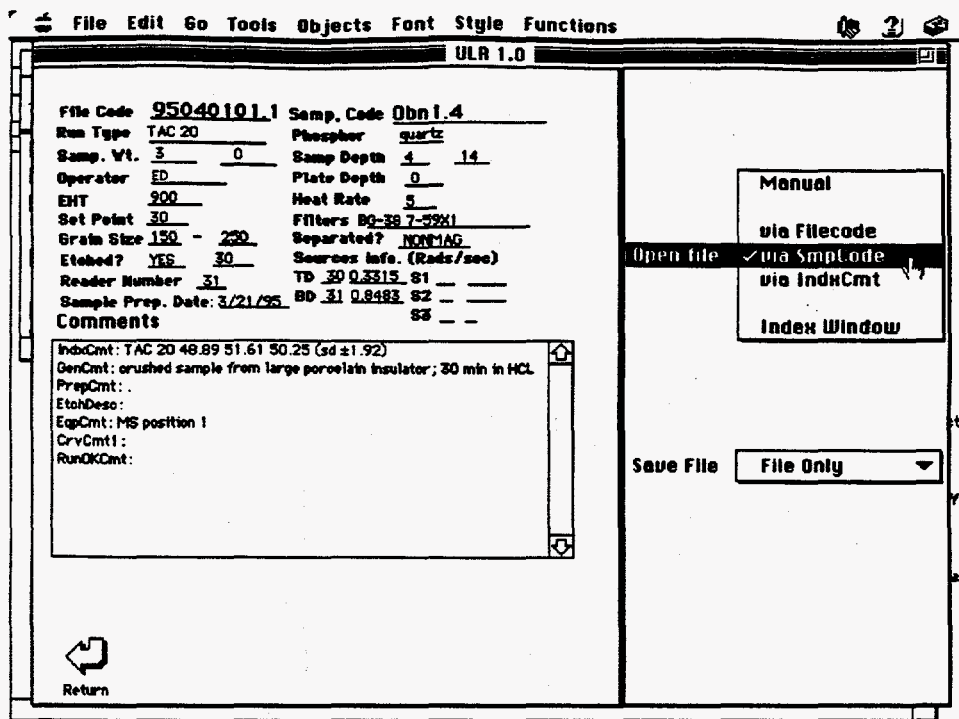 File Edit Go Tools Objects Font Style Functions
ULR 1.0
File Code 95040101.1 Samp. Code Obn1.4
Run Type TAC 20 Phosphor quartz
Samp. Wt. 3 0 Samp Depth 4 14
Operator ED Plate Depth 0
EHT 900 Heat Rate 5
Set Point 30 Filters BG-38 7-59X1
Grain Size 150 - 250 Separated? NONMAG
Etched? YES 30 Sources Info. (Rads/sec)
Reader Number 31 TD 30 0.3315 S1
Sample Prep. Date: 3/21/95 BD 31 0.8483 S2
S3
Comments
IndxCmt: TAC 20 48.89 51.61 50.25 (sd ±1.92)
GenCmt: crushed sample from large porcelain insulator; 30 min in HCL
PrepCmt: .
EtchDesc:
EqpCmt: MS position 1
CrvCmt1:
RunOKCmt:
Return
Manual
via Filecode
Open file ✓via SmpCode
via IndxCmt
Index Window
Save File File Only